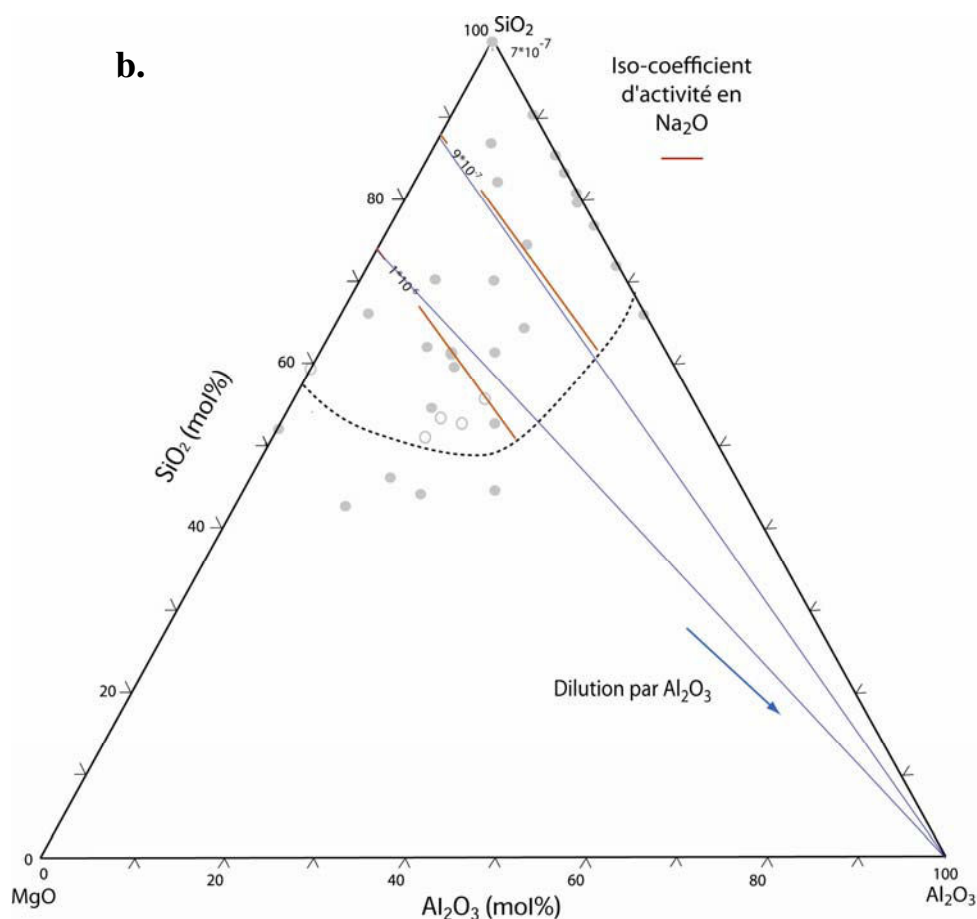 b.
100 SiO₂
7*10⁻⁷
Iso-coefficient
d'activité en
Na₂O
9*10⁻⁷
80
1*10⁻⁶
60
SiO₂ (mol%)
40
Dilution par Al₂O₃
20
0
MgO
20
40
60
80
100
Al₂O₃
Al₂O₃ (mol%)